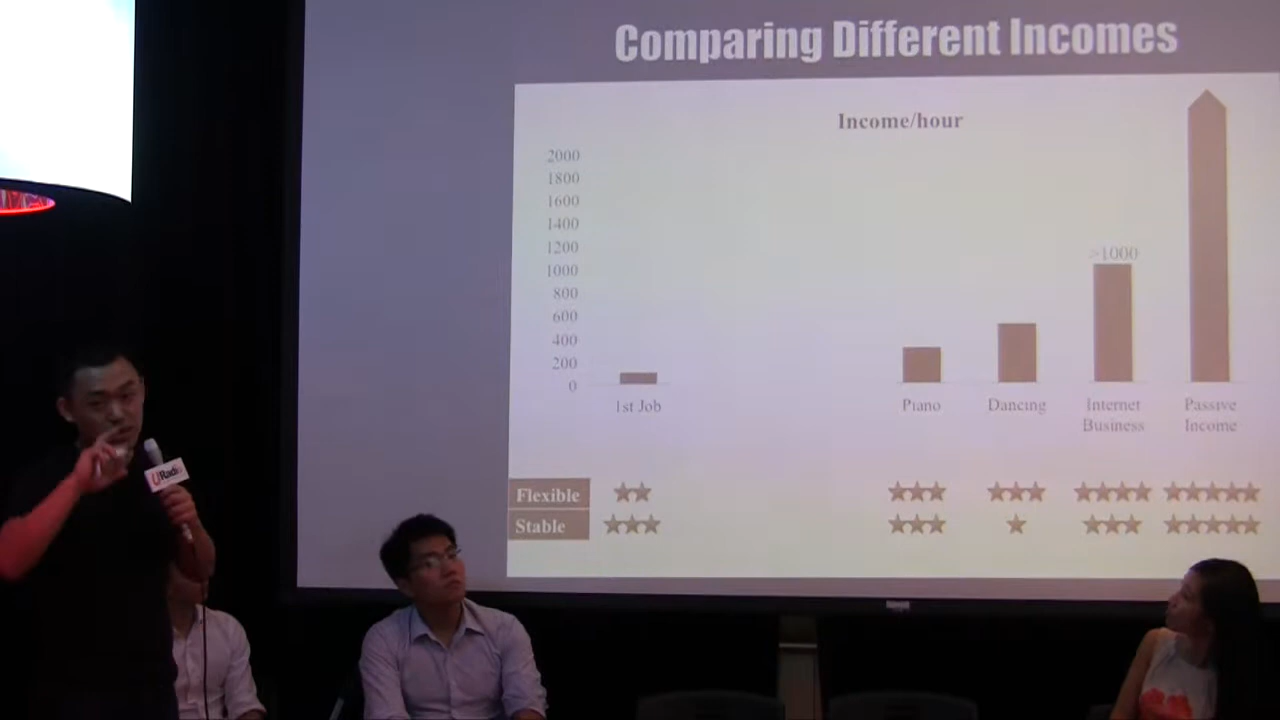 Comparing Different Incomes
Income/hour
2000
1800
1600
1400
1200
1000
800
600
400
200
0
>1000
1st Job
Piano
Dancing
Internet
Business
Passive
Income
Flexible
Stable
URadio